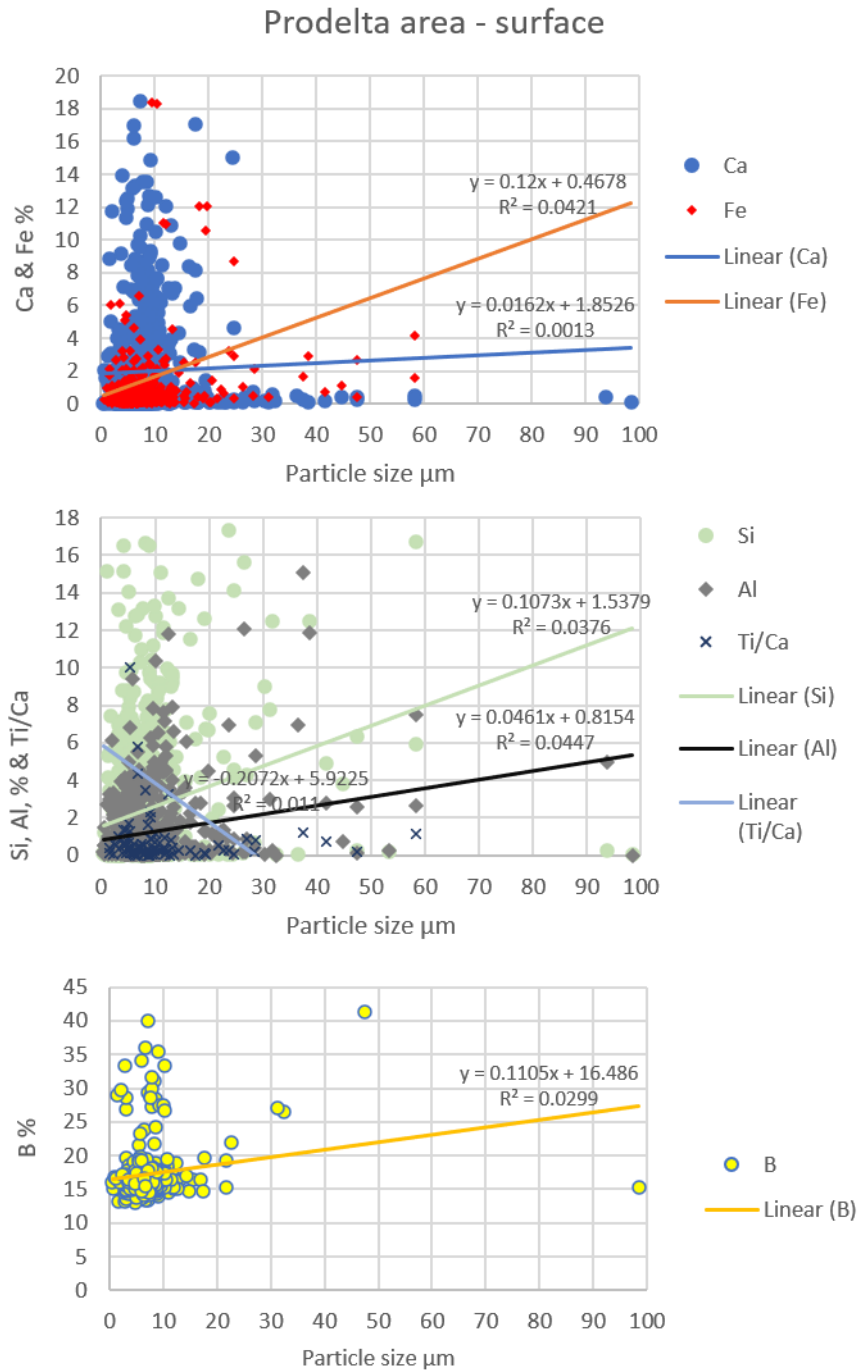 Prodelta area - surface
20
18
16
14
12
10
8
6
4
2
0
Ca & Fe %
y = 0.12x + 0.4678
R² = 0.0421
y = 0.0162x + 1.8526
R² = 0.0013
0 10 20 30 40 50 60 70 80 90 100
Particle size µm
Ca
Fe
Linear (Ca)
Linear (Fe)
18
16
14
12
10
8
6
4
2
0
Si, Al, % & Ti/Ca
y = 0.1073x + 1.5379
R² = 0.0376
y = 0.0461x + 0.8154
R² = 0.0447
y = -0.2072x + 5.9225
R² = 0.011
0 10 20 30 40 50 60 70 80 90 100
Particle size µm
Si
Al
Ti/Ca
Linear (Si)
Linear (Al)
Linear
(Ti/Ca)
45
40
35
30
25
20
15
10
5
0
B %
y = 0.1105x + 16.486
R² = 0.0299
0 10 20 30 40 50 60 70 80 90 100
Particle size µm
B
Linear (B)